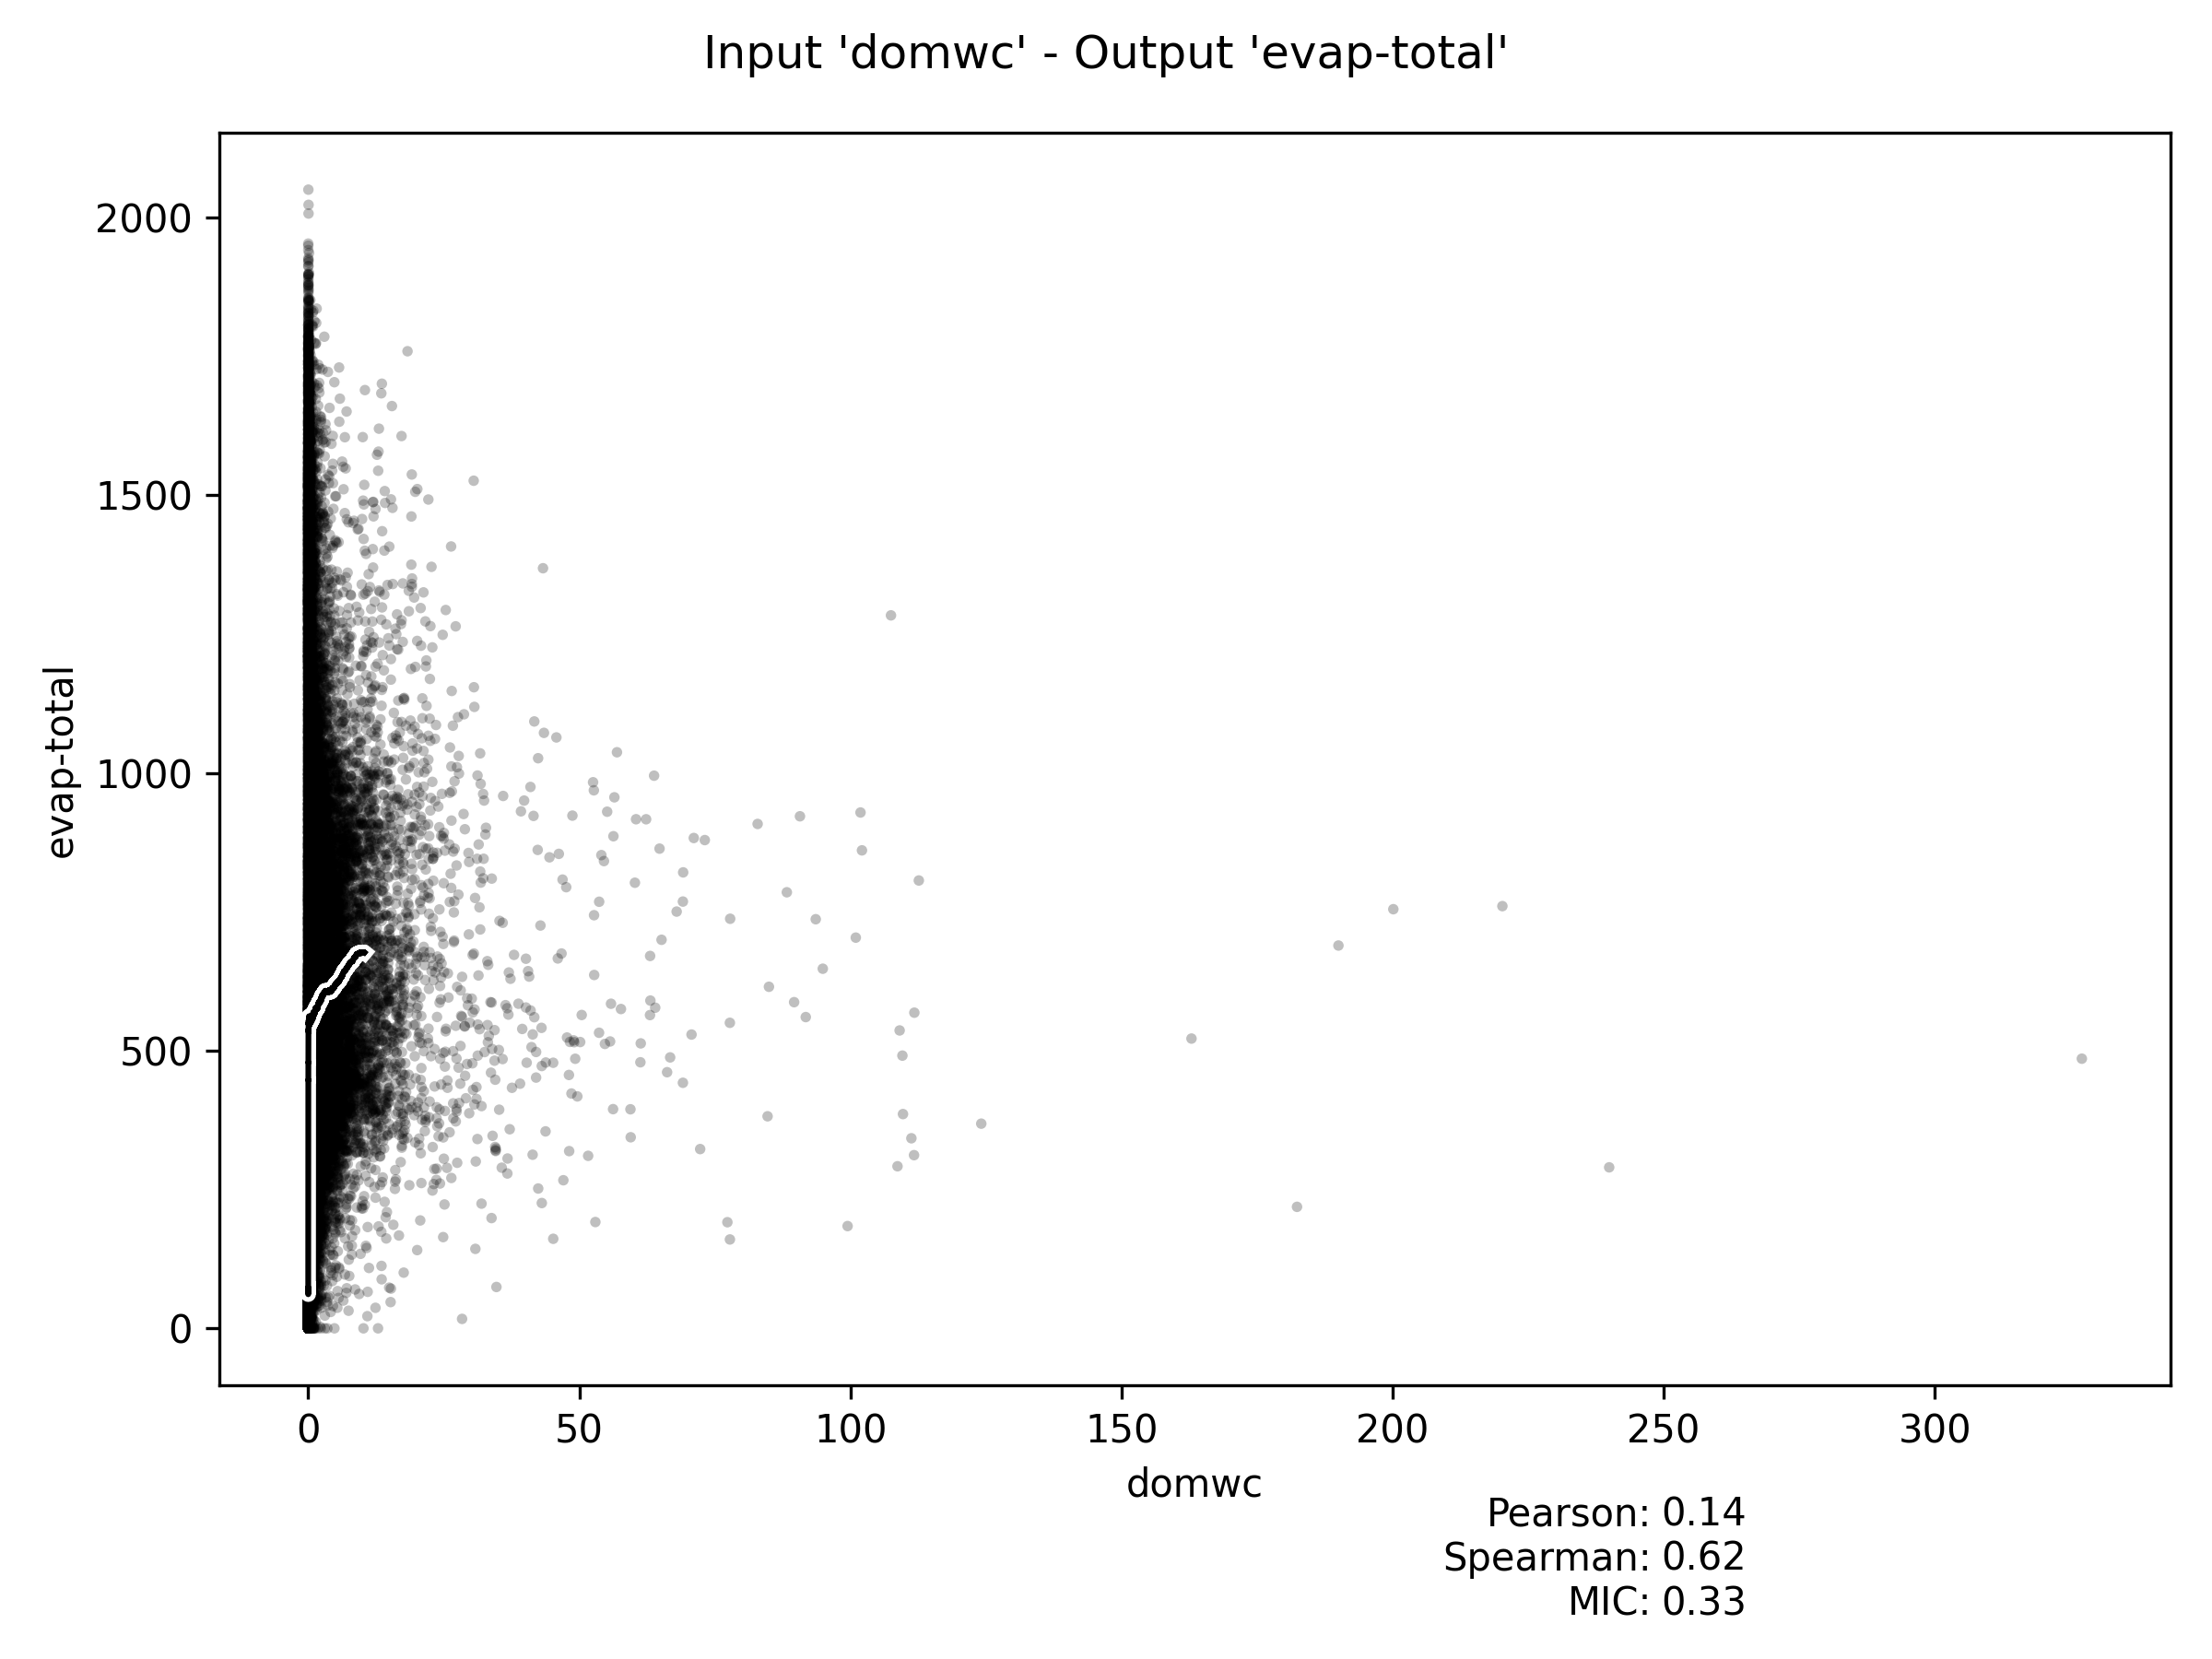 Input 'domwc' - Output 'evap-total'
2000
1500
1000
500
0
evap-total
0 50 100 150 200 250 300
domwc
Pearson: 0.14
Spearman: 0.62
MIC: 0.33